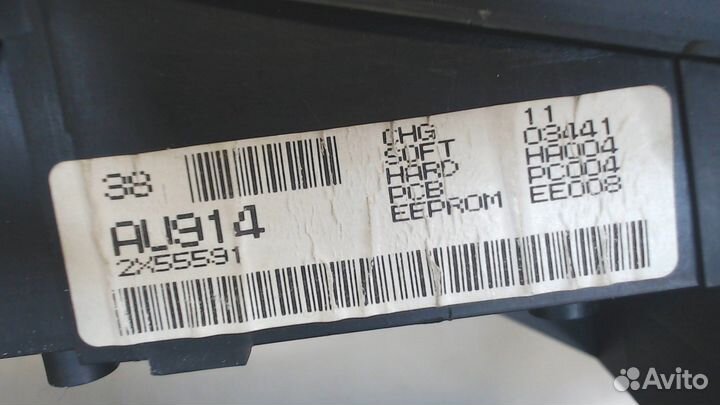 38
AU914
2X55591
CHG 11
SOFT 03441
HARD HA004
PCB PC004
EEPROM EE008
Avito